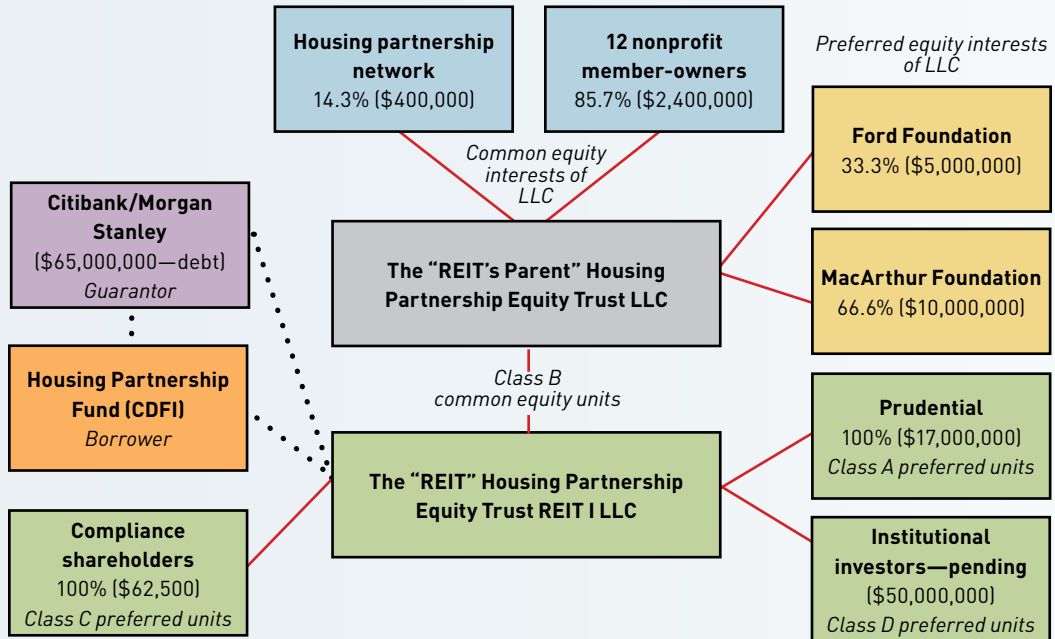 Housing partnership
network
14.3% ($400,000)
12 nonprofit
member-owners
85.7% ($2,400,000)
Preferred equity interests
of LLC
Ford Foundation
33.3% ($5,000,000)
Common equity
interests of
LLC
Citibank/Morgan
Stanley
($65,000,000—debt)
Guarantor
The “REIT’s Parent” Housing
Partnership Equity Trust LLC
MacArthur Foundation
66.6% ($10,000,000)
Housing Partnership
Fund (CDFI)
Borrower
Class B
common equity units
Prudential
100% ($17,000,000)
Class A preferred units
The “REIT” Housing Partnership
Equity Trust REIT I LLC
Compliance
shareholders
100% ($62,500)
Class C preferred units
Institutional
investors—pending
($50,000,000)
Class D preferred units